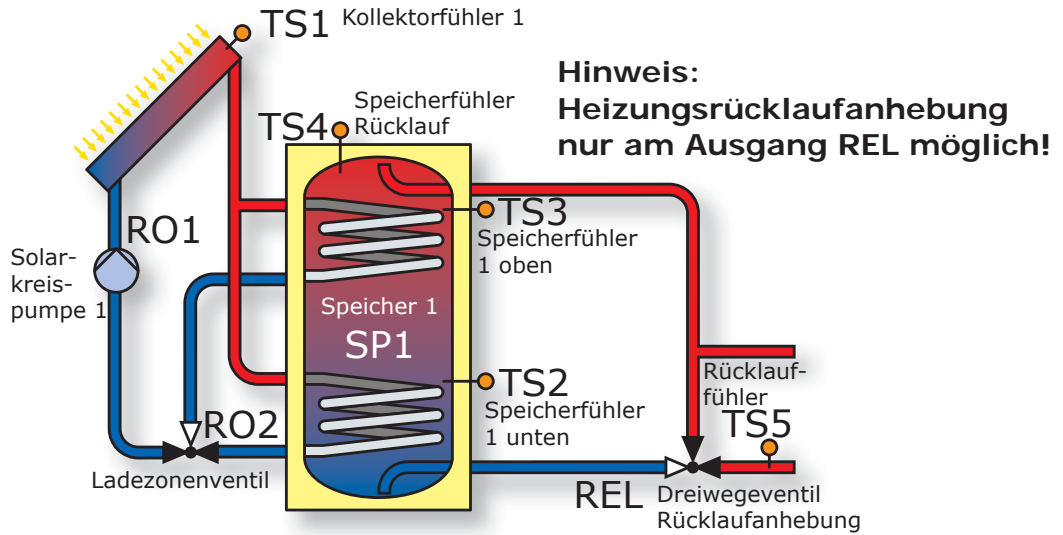 TS1 Kollektorfühler 1
Hinweis:
Heizungsrücklaufanhebung
nur am Ausgang REL möglich!
Speicherfühler
Rücklauf
TS4
RO1
TS3
Speicherfühler
1 oben
Solar-
kreis-
pumpe 1
Speicher 1
SP1
TS2
Speicherfühler
1 unten
Rücklauf-
fühler
TS5
RO2
Ladezonenventil
REL
Dreiwegeventil
Rücklaufanhebung